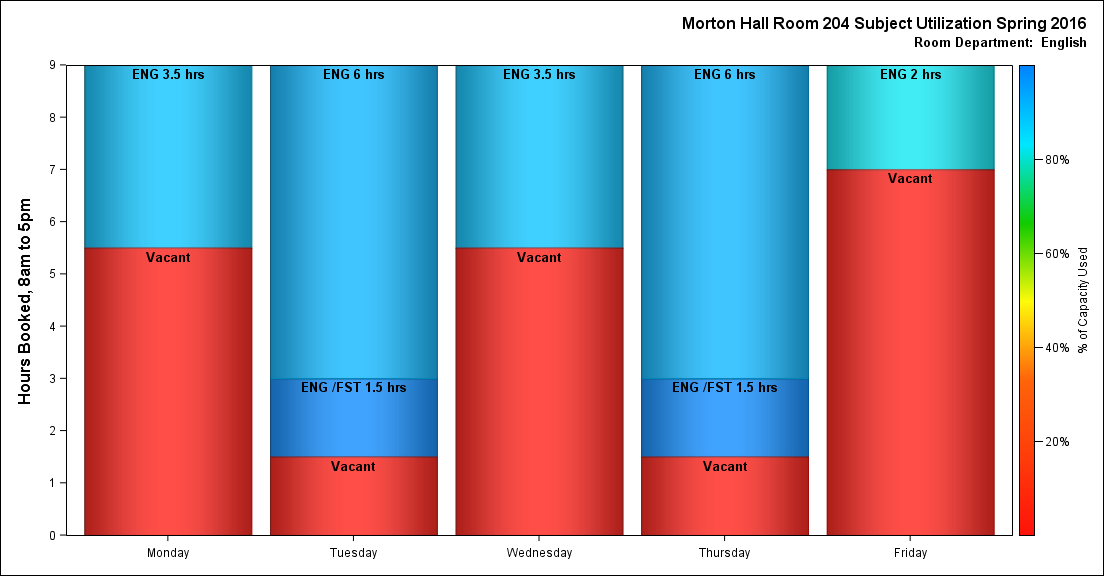 Morton Hall Room 204 Subject Utilization Spring 2016
Room Department:  English
Hours Booked, 8am to 5pm
9
8
7
6
5
4
3
2
1
0
ENG 3.5 hrs
Vacant
ENG 6 hrs
ENG /FST 1.5 hrs
Vacant
ENG 3.5 hrs
Vacant
ENG 6 hrs
ENG /FST 1.5 hrs
Vacant
ENG 2 hrs
Vacant
Monday
Tuesday
Wednesday
Thursday
Friday
80%
60%
40%
20%
% of Capacity Used